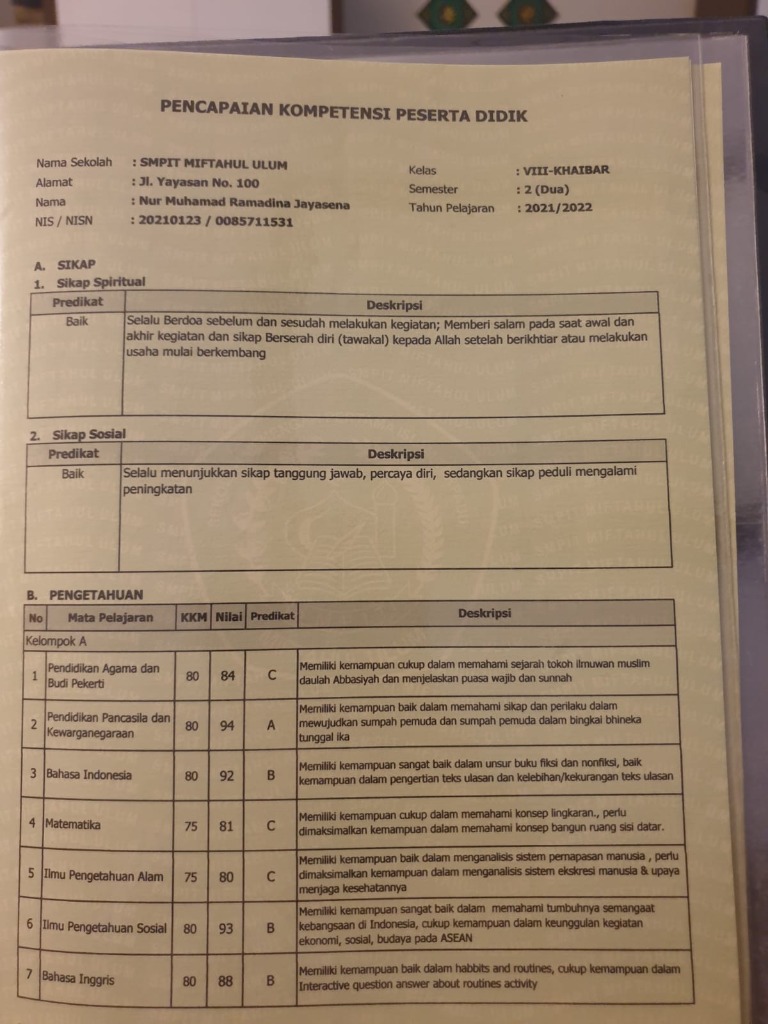 PENCAPAIAN KOMPETENSI PESERTA DIDIK
Nama Sekolah : SMPIT MIFTAHUL ULUM
Alamat : Jl. Yayasan No. 100
Nama : Nur Muhamad Ramadina Jayasena
NIS / NISN : 20210123 / 0085711531
Kelas : VIII-KHAIBAR
Semester : 2 (Dua)
Tahun Pelajaran : 2021/2022
A. SIKAP
1. Sikap Spiritual
Predikat Deskripsi
Baik Selalu Berdoa sebelum dan sesudah melakukan kegiatan; Memberi salam pada saat awal dan
akhir kegiatan dan sikap Berserah diri (tawakal) kepada Allah setelah berikhtiar atau melakukan
usaha mulai berkembang
2. Sikap Sosial
Predikat Deskripsi
Baik Selalu menunjukkan sikap tanggung jawab, percaya diri, sedangkan sikap peduli mengalami
peningkatan
B. PENGETAHUAN
No Mata Pelajaran KKM Nilai Predikat Deskripsi
Kelompok A
1 Pendidikan Agama dan
Budi Pekerti
80 84 C
Memiliki kemampuan cukup dalam memahami sejarah tokoh ilmuwan muslim
daulah Abbasiyah dan menjelaskan puasa wajib dan sunnah
2 Pendidikan Pancasila dan
Kewarganegaraan
80 94 A
Memiliki kemampuan baik dalam memahami sikap dan perilaku dalam
mewujudkan sumpah pemuda dan sumpah pemuda dalam bingkai bhineka
tunggal ika
3 Bahasa Indonesia 80 92 B
Memiliki kemampuan sangat baik dalam unsur buku fiksi dan nonfiksi, baik
kemampuan dalam pengertian teks ulasan dan kelebihan/kekurangan teks ulasan
4 Matematika 75 81 C
Memiliki kemampuan cukup dalam memahami konsep lingkaran., perlu
dimaksimalkan kemampuan dalam memahami konsep bangun ruang sisi datar.
5 Ilmu Pengetahuan Alam 75 80 C
Memiliki kemampuan baik dalam menganalisis sistem pernapasan manusia , perlu
dimaksimalkan kemampuan dalam menganalisis sistem ekskresi manusia & upaya
menjaga kesehatannya
6 Ilmu Pengetahuan Sosial 80 93 B
Memiliki kemampuan sangat baik dalam memahami tumbuhnya semangaat
kebangsaan di Indonesia, cukup kemampuan dalam keunggulan kegiatan
ekonomi, sosial, budaya pada ASEAN
7 Bahasa Inggris 80 88 B
Memiliki kemampuan baik dalam habbits and routines, cukup kemampuan dalam
Interactive question answer about routines activity